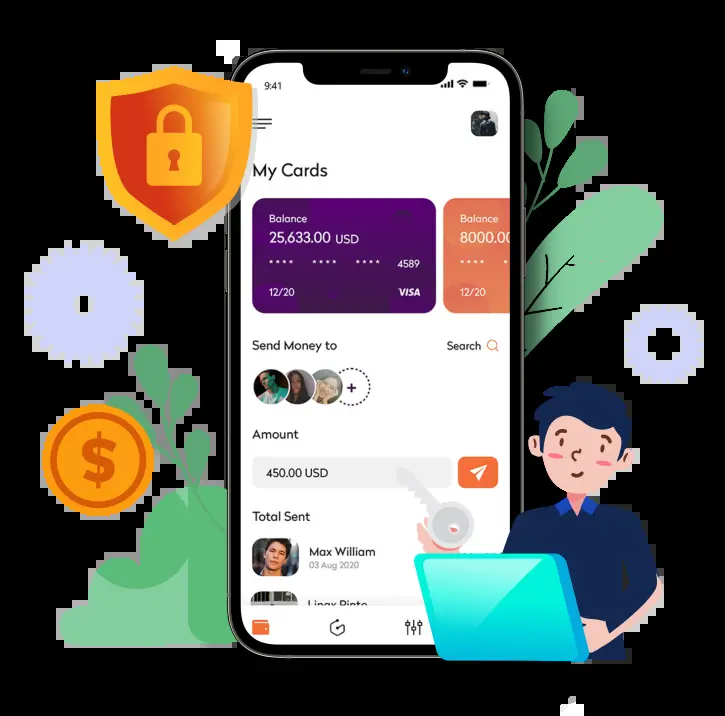 9:41
My Cards
Balance
25,633.00 USD
**** **** **** 4589
12/20 VISA
Balance
8000.00
**** ***
12/20
Send Money to
Search
+
Amount
450.00 USD
Total Sent
Max William
03 Aug 2020
$